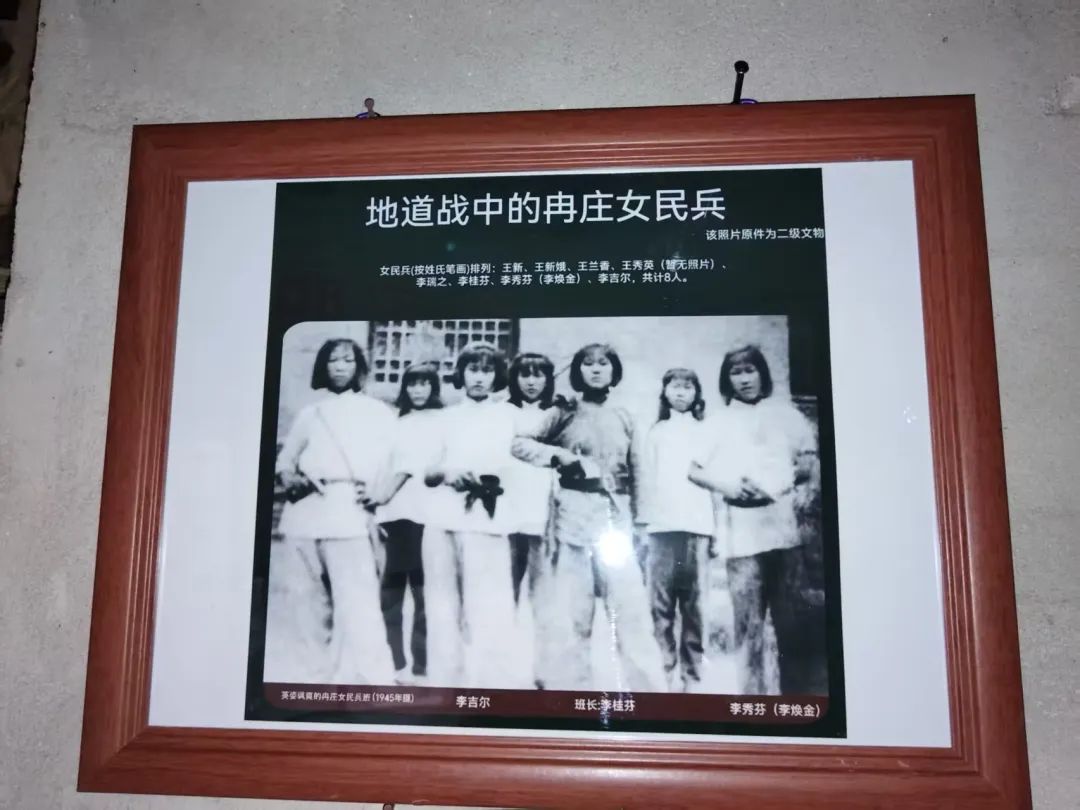 地道战中的冉庄女民兵
该照片原件为二级文物
女民兵(按姓氏笔画)排列：王新、王新娥、王兰香、王秀英（暂无照片）、
李瑞之、李桂芬、李秀芬（李焕金）、李吉尔，共计8人。
英姿飒爽的冉庄女民兵班(1945年摄)
李吉尔
班长:李桂芬
李秀芬（李焕金）